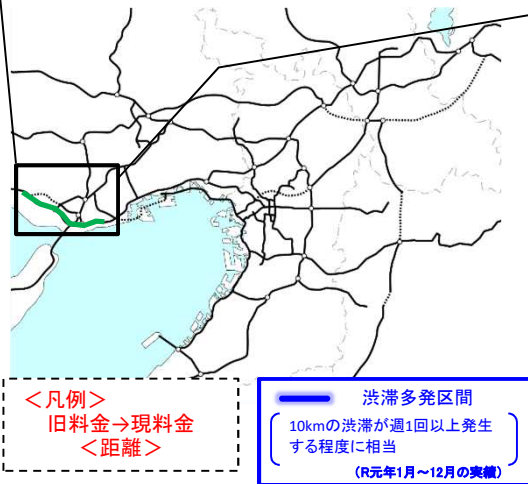 ＜凡例＞
旧料金→現料金
＜距離＞
渋滞多発区間
10kmの渋滞が週1回以上発生
する程度に相当
（R元年1月～12月の実績）